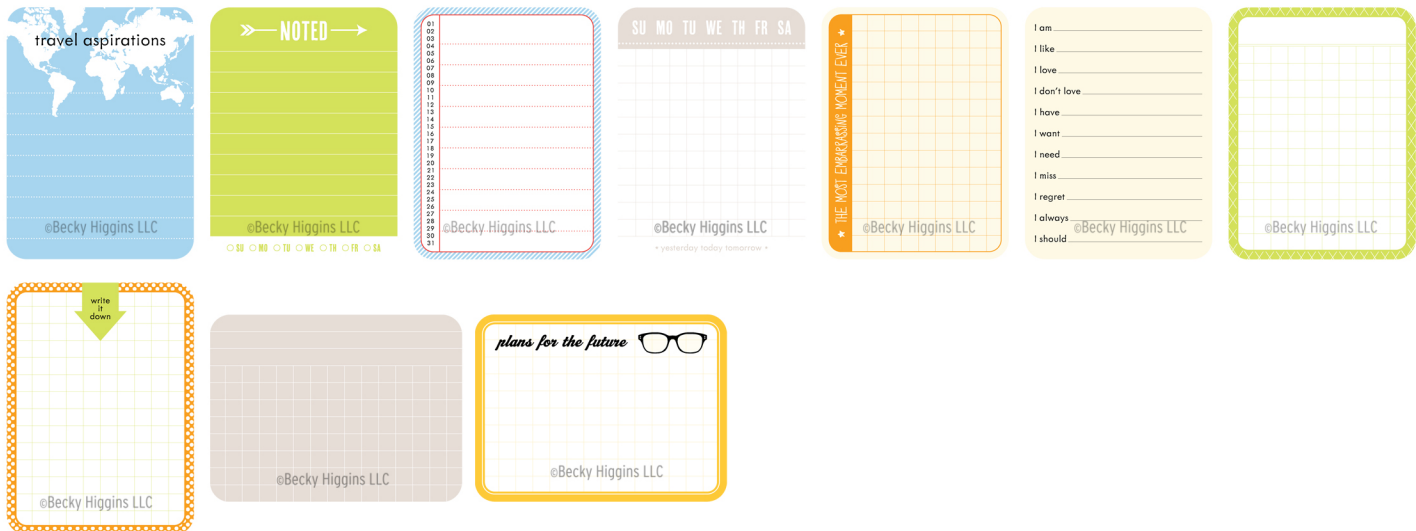 travel aspirations
©Becky Higgins LLC
NOTED
©Becky Higgins LLC
SU MO TU WE TH FR SA
01
02
03
04
05
06
07
08
09
10
11
12
13
14
15
16
17
18
19
20
21
22
23
24
25
26
27
28
29
30
31
©Becky Higgins LLC
SU MO TU WE TH FR SA
©Becky Higgins LLC
yesterday today tomorrow
THE MOST EMBARRASSING MOMENT EVER
©Becky Higgins LLC
I am
I like
I love
I don't love
I have
I want
I need
I miss
I regret
I always
I should
©Becky Higgins LLC
©Becky Higgins LLC
write
it
down
©Becky Higgins LLC
©Becky Higgins LLC
plans for the future
©Becky Higgins LLC